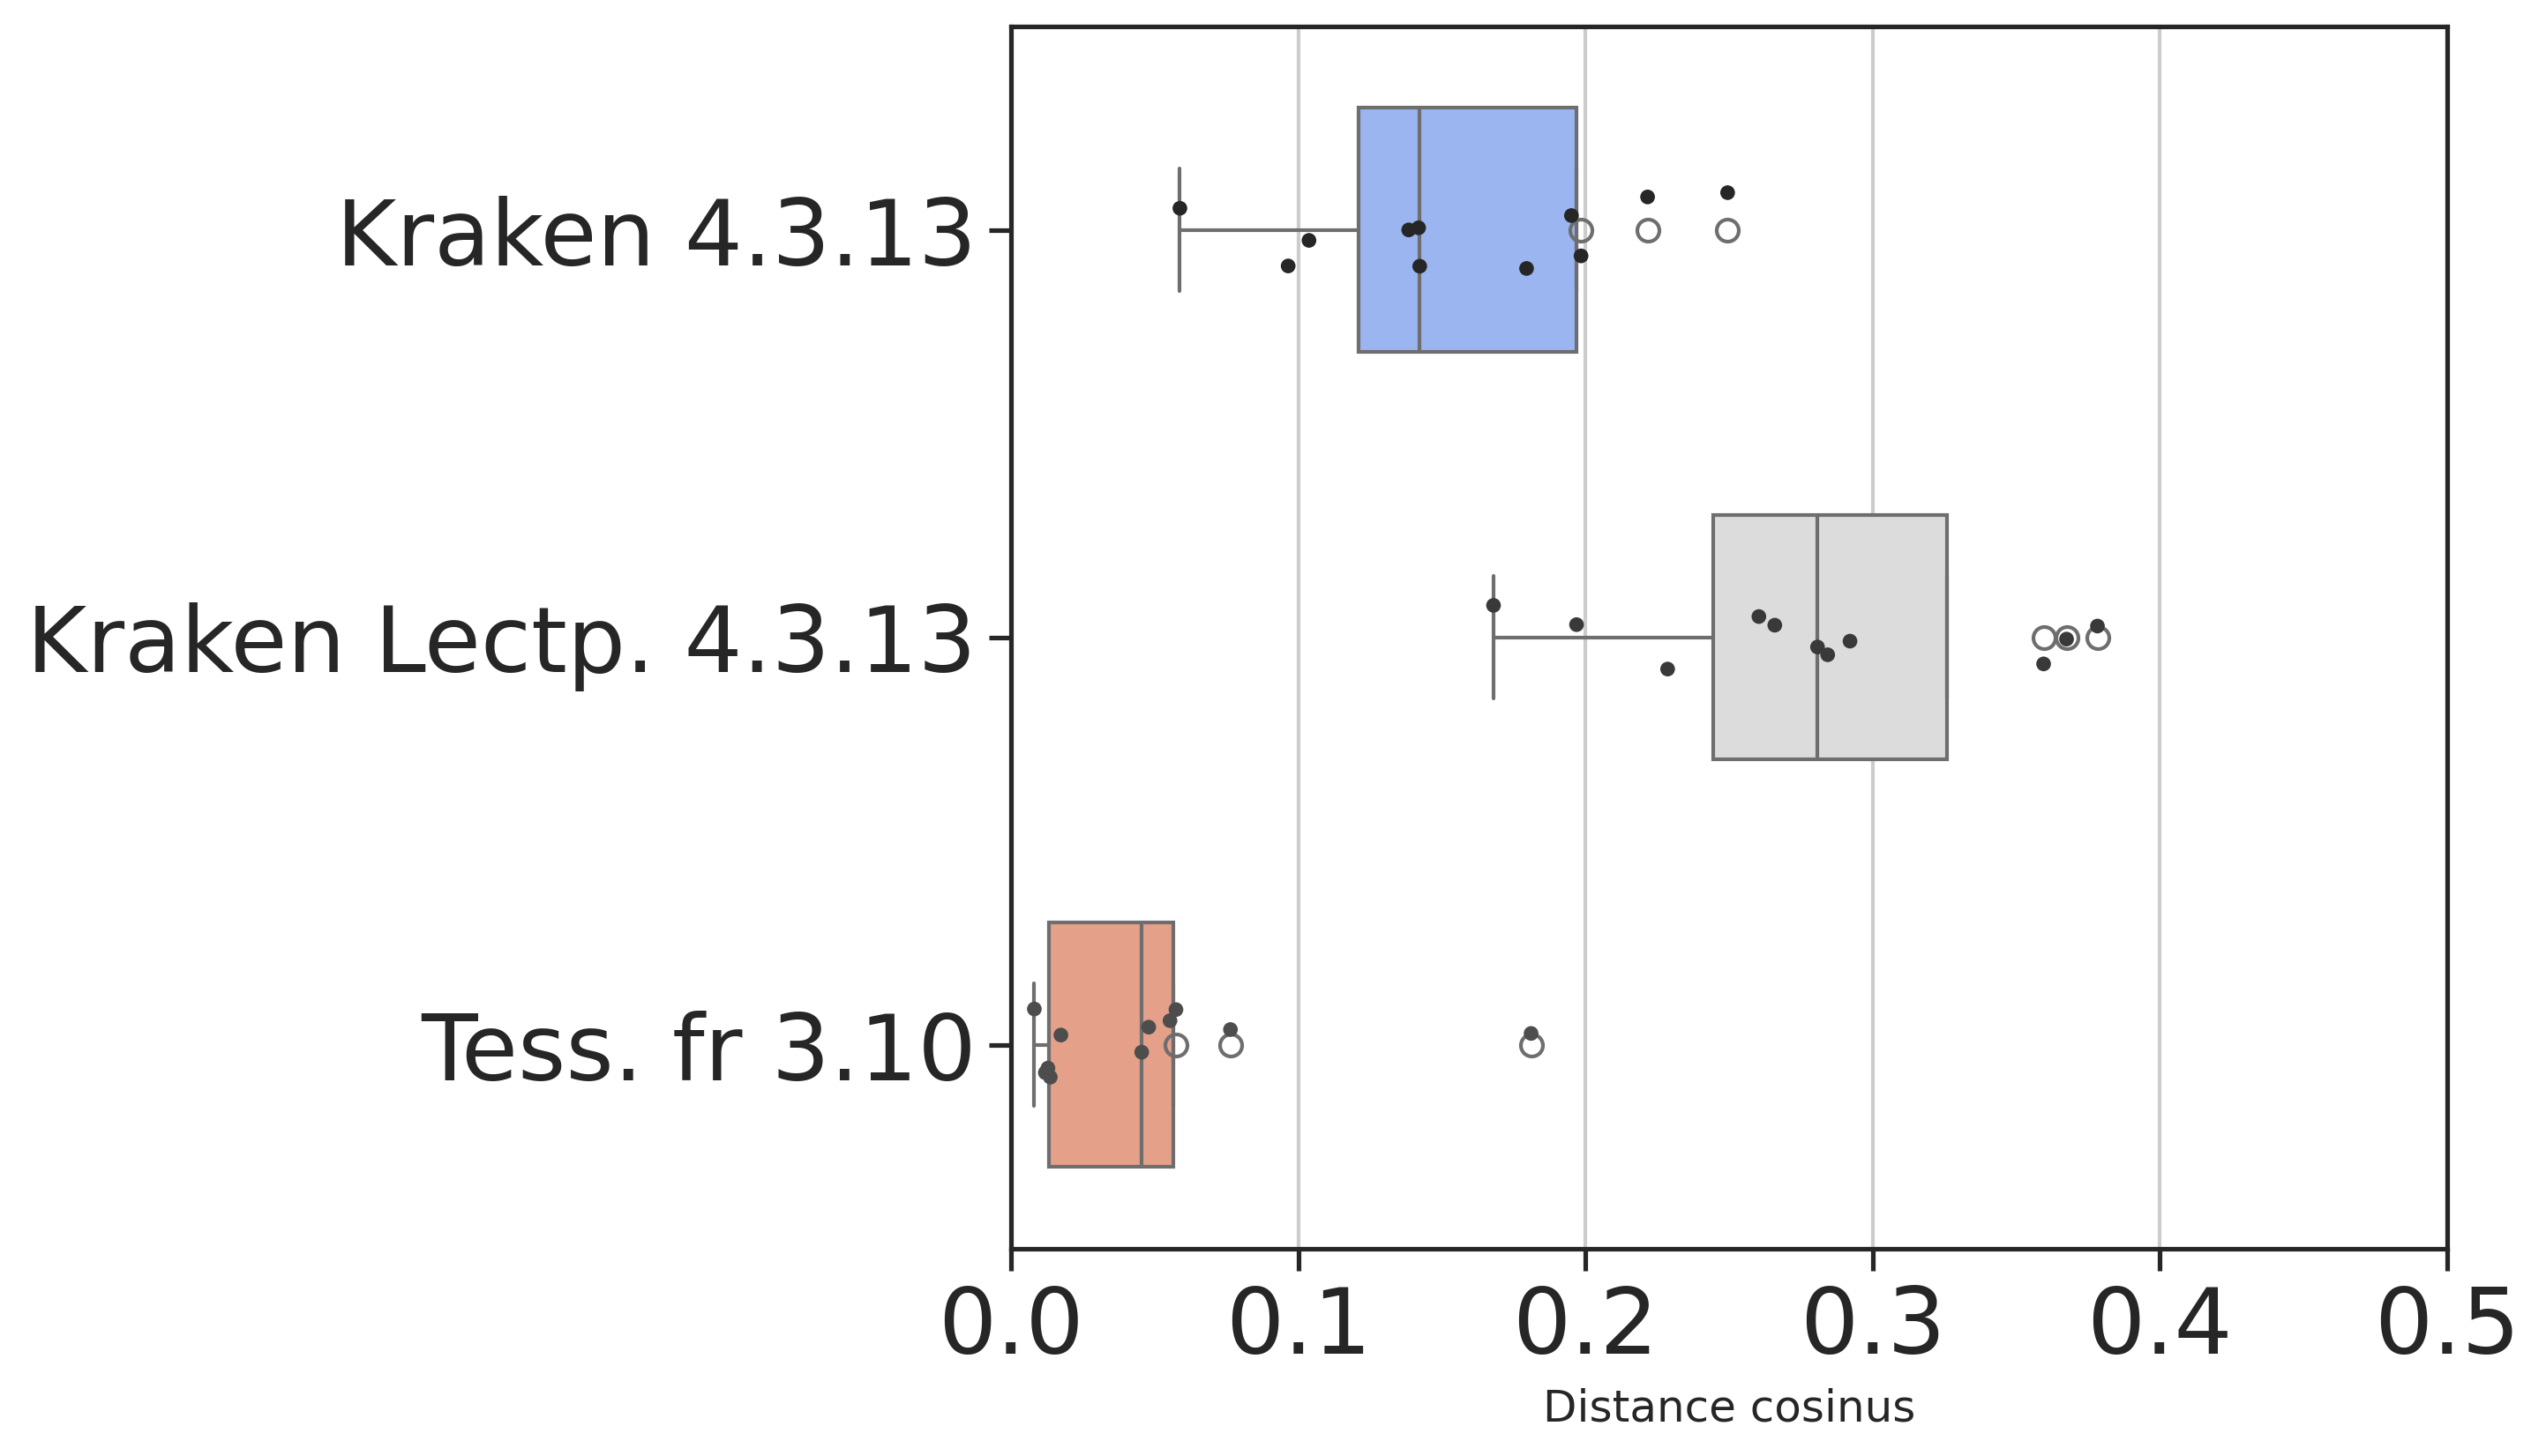 Kraken 4.3.13
Kraken Lectp. 4.3.13
Tess. fr 3.10
0.0 0.1 0.2 0.3 0.4 0.5
Distance cosinus